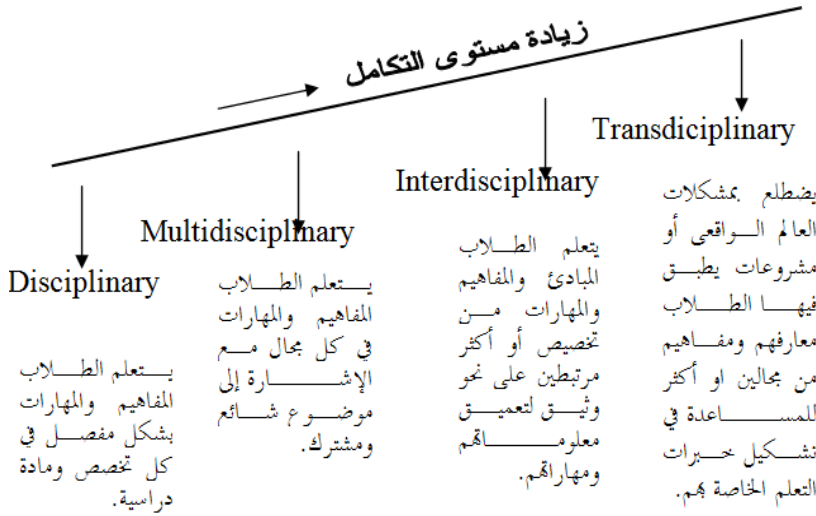 زيادة مستوى التكامل
Disciplinary
يتعلم الطلاب
المفاهيم والمهارات
بشكل مفصل في
كل تخصص ومادة
دراسية.
Multidisciplinary
يتعلم الطلاب
المفاهيم والمهارات
في كل مجال مع
الإشارة إلى
موضوع شائع
ومشترك.
Interdisciplinary
يتعلم الطلاب
المبادئ والمفاهيم
والمهارات من
تخصيص أو أكثر
مرتبطين على نحو
وثيق لتعميق
معلوماتهم
ومهاراتهم.
Transdiciplinary
يضطلع بمشكلات
العالم الواقعى أو
مشروعات يطبق
فيها الطلاب
معارفهم ومفاهيم
من مجالين او أكثر
للمساعدة في
تشكيل خبرات
التعلم الخاصة بهم.